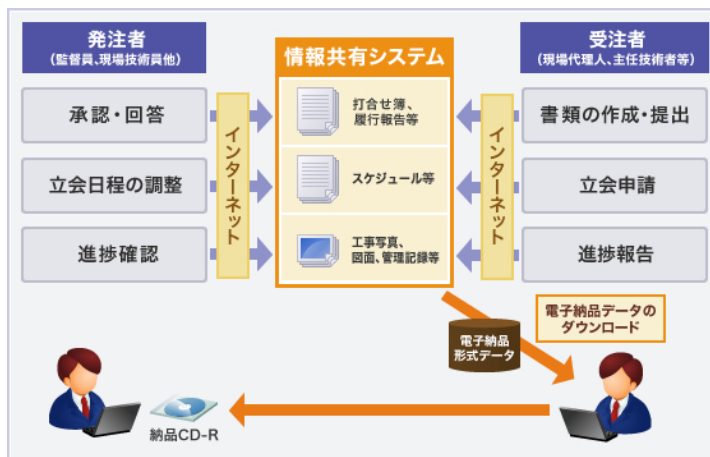 発注者
(監督員、現場技術員他)
承認・回答
立会日程の調整
進捗確認
インターネット
情報共有システム
打合せ簿、
履行報告等
スケジュール等
工事写真、
図面、管理記録等
インターネット
受注者
(現場代理人、主任技術者等)
書類の作成・提出
立会申請
進捗報告
電子納品データの
ダウンロード
電子納品
形式データ
納品CD-R